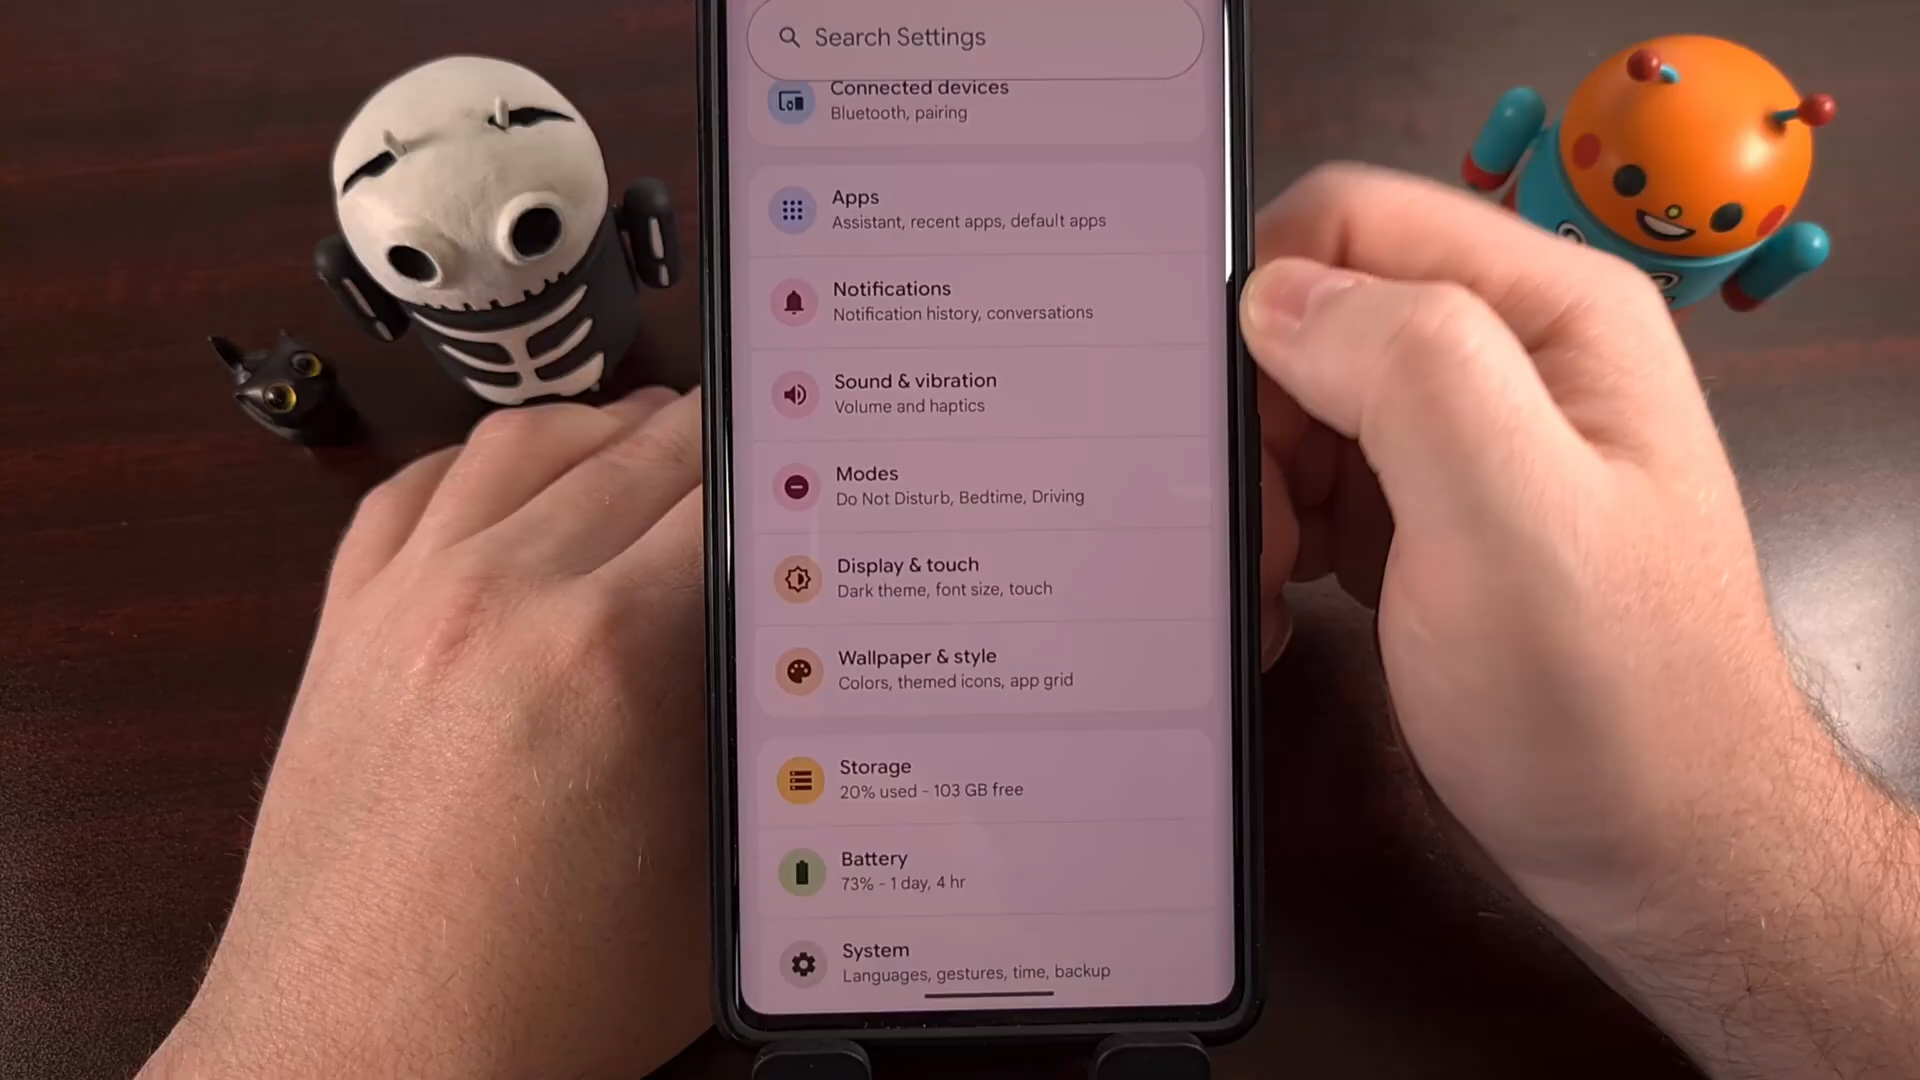 Search Settings
Connected devices
Bluetooth, pairing
Apps
Assistant, recent apps, default apps
Notifications
Notification history, conversations
Sound & vibration
Volume and haptics
Modes
Do Not Disturb, Bedtime, Driving
Display & touch
Dark theme, font size, touch
Wallpaper & style
Colors, themed icons, app grid
Storage
20% used - 103 GB free
Battery
73% - 1 day, 4 hr
System
Languages, gestures, time, backup